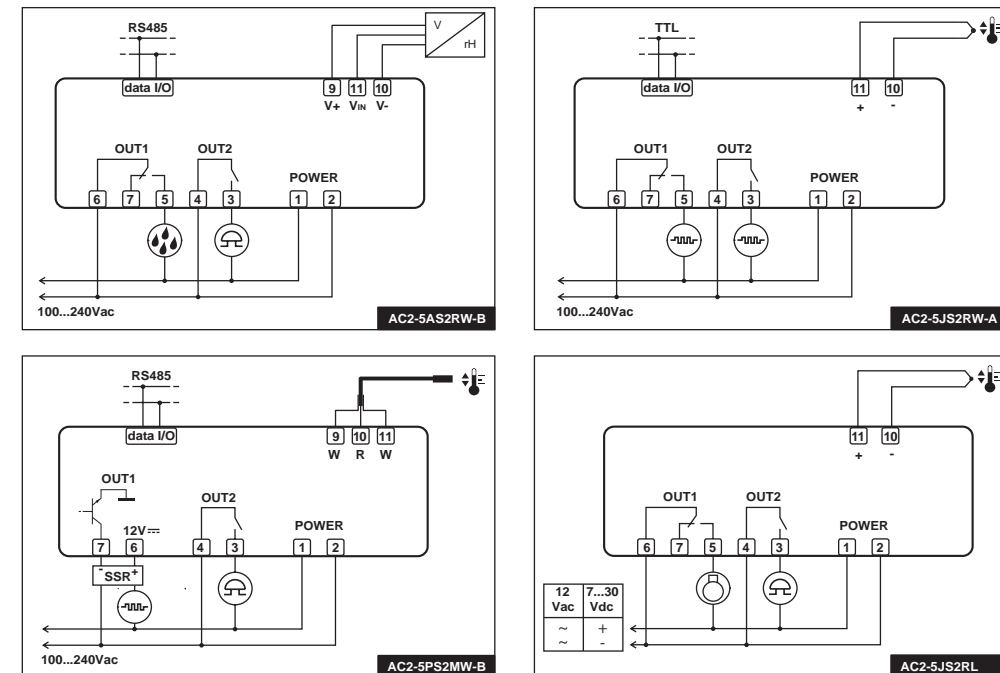 RS485
V
rH
data I/O
9 11 10
V+ VIN V-
OUT1 OUT2
POWER
6 7 5 4 3 1 2
100...240Vac
AC2-5AS2RW-B
TTL
data I/O
11 10
+ -
OUT1 OUT2
POWER
6 7 5 4 3 1 2
100...240Vac
AC2-5JS2RW-A
RS485
data I/O
9 10 11
W R W
OUT1
OUT2
12V
POWER
7 6 4 3 1 2
- SSR +
100...240Vac
AC2-5PS2MW-B
11 10
+ -
OUT1 OUT2
POWER
6 7 5 4 3 1 2
12 7...30
Vac Vdc
~ +
~ -
AC2-5JS2RL